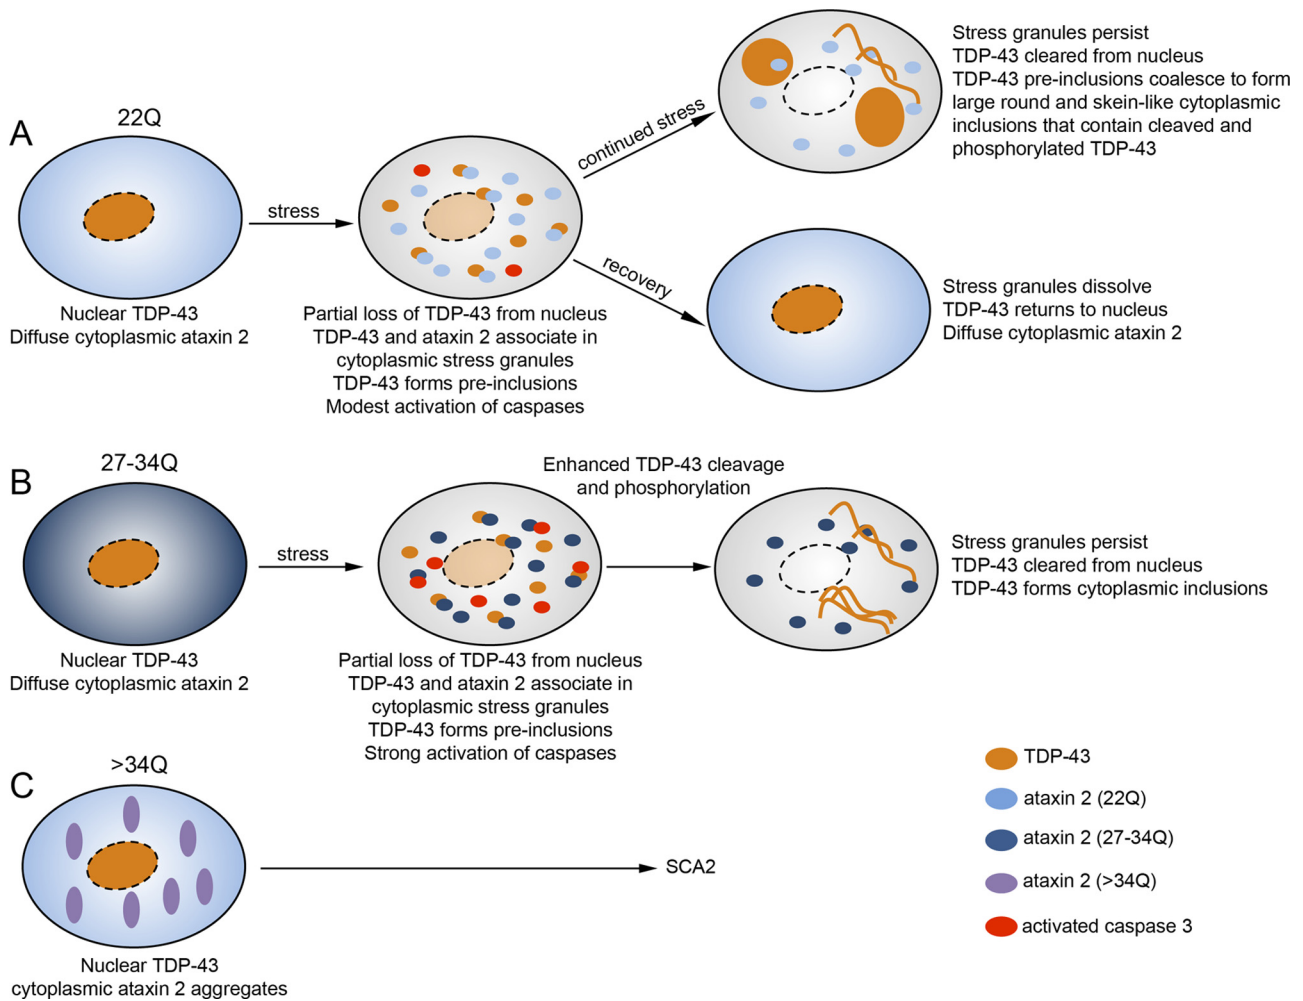 A
22Q
Nuclear TDP-43
Diffuse cytoplasmic ataxin 2
stress
Partial loss of TDP-43 from nucleus
TDP-43 and ataxin 2 associate in
cytoplasmic stress granules
TDP-43 forms pre-inclusions
Modest activation of caspases
continued stress
Stress granules persist
TDP-43 cleared from nucleus
TDP-43 pre-inclusions coalesce to form
large round and skein-like cytoplasmic
inclusions that contain cleaved and
phosphorylated TDP-43
recovery
Stress granules dissolve
TDP-43 returns to nucleus
Diffuse cytoplasmic ataxin 2
B
27-34Q
Nuclear TDP-43
Diffuse cytoplasmic ataxin 2
stress
Partial loss of TDP-43 from nucleus
TDP-43 and ataxin 2 associate in
cytoplasmic stress granules
TDP-43 forms pre-inclusions
Strong activation of caspases
Enhanced TDP-43 cleavage
and phosphorylation
Stress granules persist
TDP-43 cleared from nucleus
TDP-43 forms cytoplasmic inclusions
C
>34Q
Nuclear TDP-43
cytoplasmic ataxin 2 aggregates
SCA2
TDP-43
ataxin 2 (22Q)
ataxin 2 (27-34Q)
ataxin 2 (>34Q)
activated caspase 3